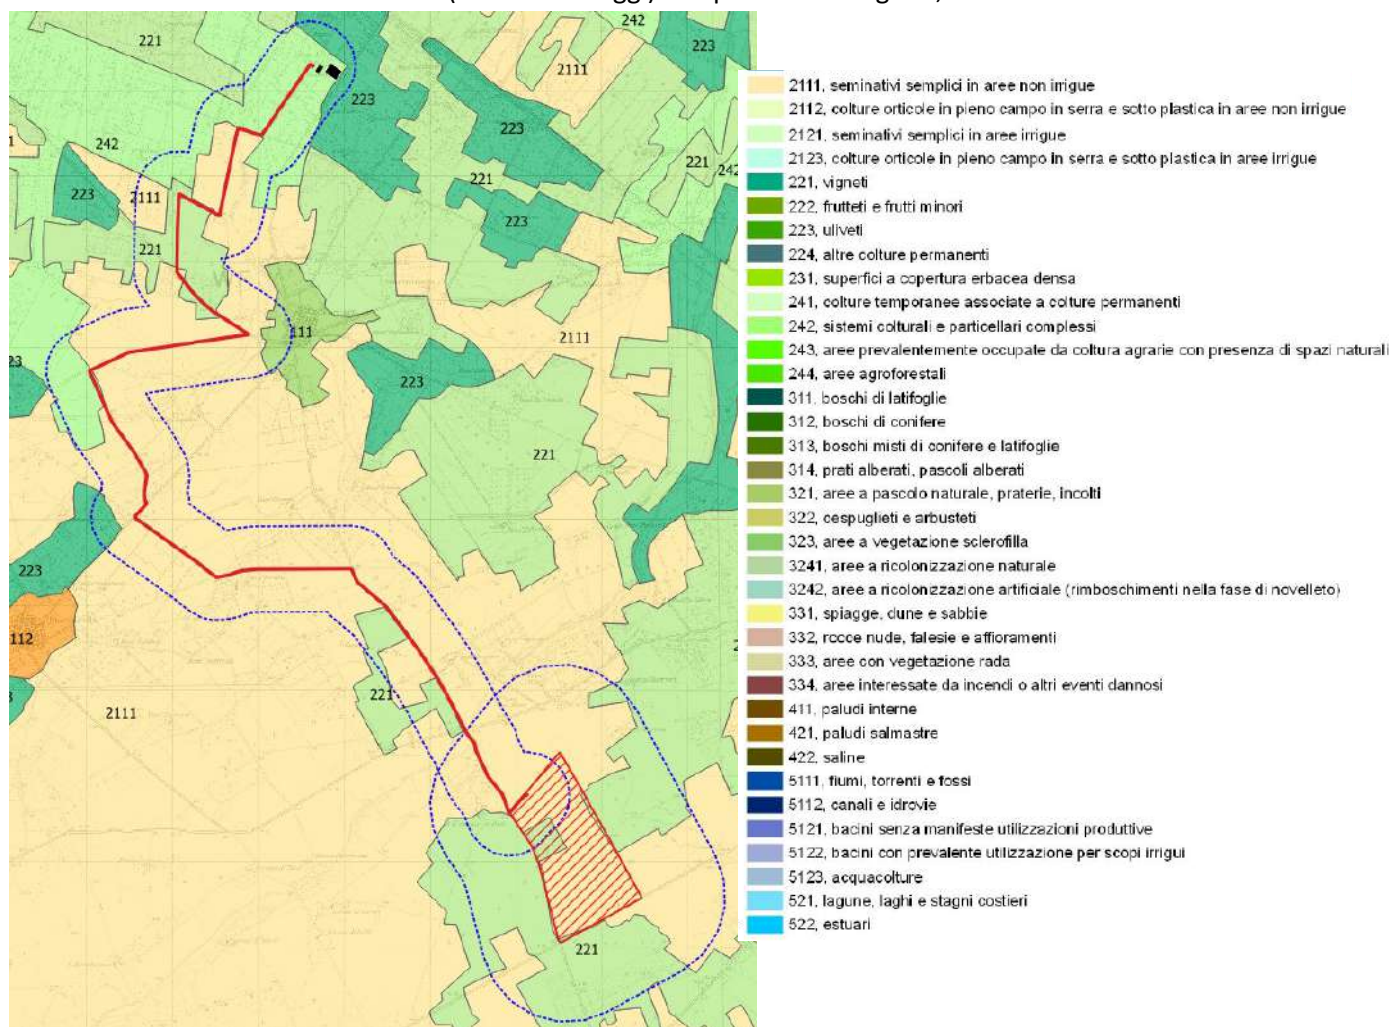 221
242
223
2111
223
223
242
221
242
223
2111
221
223
221
111
2111
223
223
221
223
112
2111
221
221
2111, seminativi semplici in aree non irrigue
2112, colture orticole in pieno campo in serra e sotto plastica in aree non irrigue
2121, seminativi semplici in aree irrigue
2123, colture orticole in pieno campo in serra e sotto plastica in aree irrigue
221, vigneti
222, frutteti e frutti minori
223, uliveti
224, altre colture permanenti
231, superfici a copertura erbacea densa
241, colture temporanee associate a colture permanenti
242, sistemi colturali e particellari complessi
243, aree prevalentemente occupate da coltura agrarie con presenza di spazi naturali
244, aree agroforestali
311, boschi di latifoglie
312, boschi di conifere
313, boschi misti di conifere e latifoglie
314, prati alberati, pascoli alberati
321, aree a pascolo naturale, praterie, incolti
322, cespuglieti e arbusteti
323, aree a vegetazione sclerofilla
3241, aree a ricolonizzazione naturale
3242, aree a ricolonizzazione artificiale (rimboschimenti nella fase di novelleto)
331, spiagge, dune e sabbie
332, rocce nude, falesie e affioramenti
333, aree con vegetazione rada
334, aree interessate da incendi o altri eventi dannosi
411, paludi interne
421, paludi salmastre
422, saline
5111, fiumi, torrenti e fossi
5112, canali e idrovie
5121, bacini senza manifeste utilizzazioni produttive
5122, bacini con prevalente utilizzazione per scopi irrigui
5123, acquacolture
521, lagune, laghi e stagni costieri
522, estuari